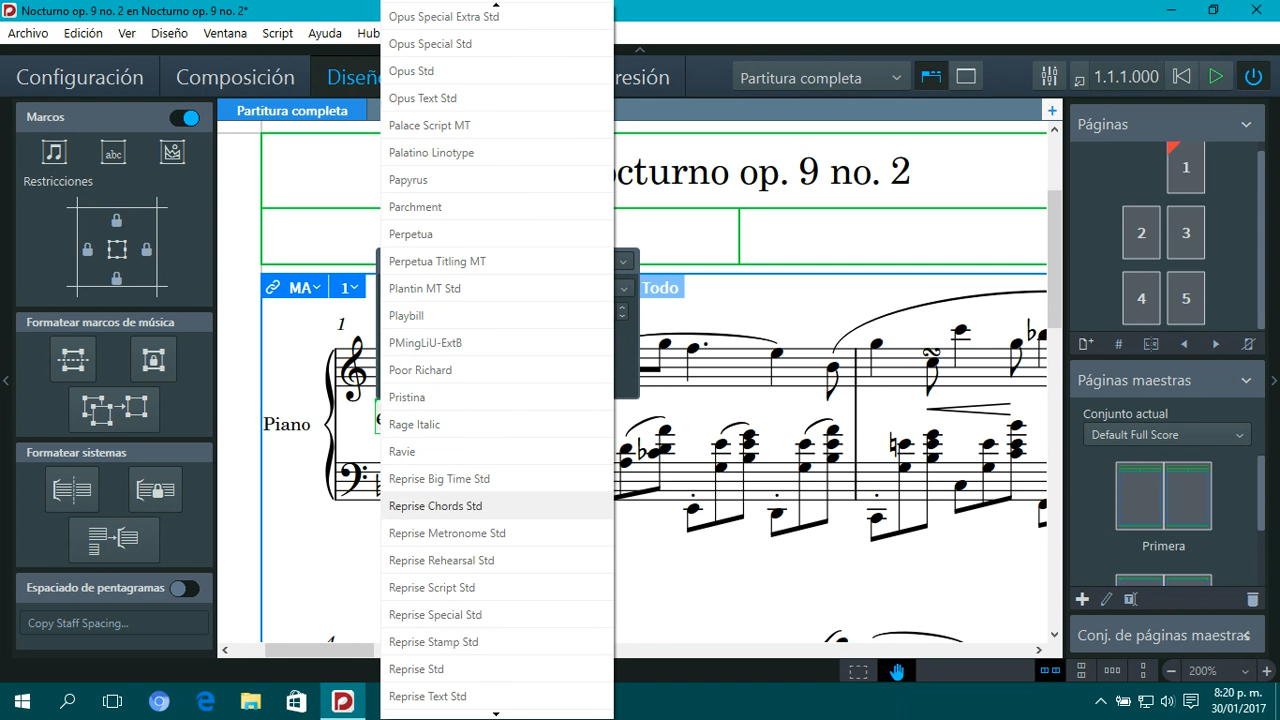 Nocturno op. 9 no. 2 en Nocturno op. 9 no. 2*
Archivo Edición Ver Diseño Ventana Script Ayuda Hub
Configuración Composición Diseñ resión Partitura completa 1.1.1.000
Marcos
abc
Restricciones
Formatear marcos de música
Formatear sistemas
Espaciado de pentagramas
Copy Staff Spacing...
Partitura completa
octurno op. 9 no. 2
MA 1
Todo
1
Piano
4
Opus Special Extra Std
Opus Special Std
Opus Std
Opus Text Std
Palace Script MT
Palatino Linotype
Papyrus
Parchment
Perpetua
Perpetua Titling MT
Plantin MT Std
Playbill
PMingLiU-ExtB
Poor Richard
Pristina
Rage Italic
Ravie
Reprise Big Time Std
Reprise Chords Std
Reprise Metronome Std
Reprise Rehearsal Std
Reprise Script Std
Reprise Special Std
Reprise Stamp Std
Reprise Std
Reprise Text Std
Páginas
1
2 3
4 5
Páginas maestras
Conjunto actual
Default Full Score
Primera
Conj. de páginas maestras
200%
8:20 p. m.
30/01/2017